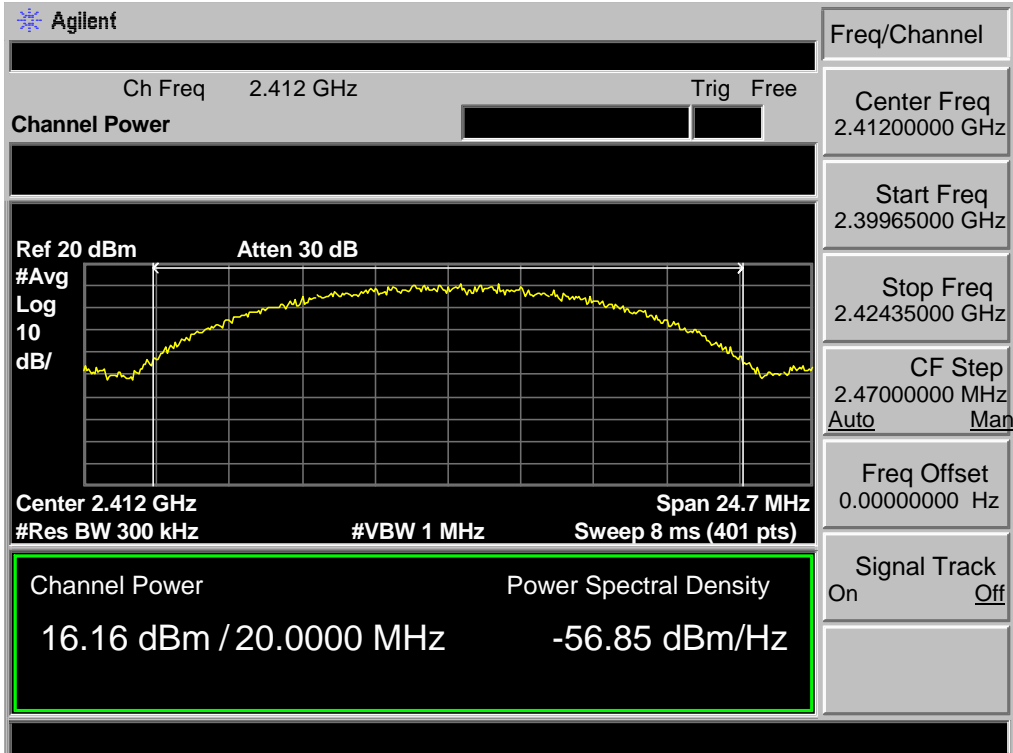 Agilent
Freq/Channel
Ch Freq 2.412 GHz Trig Free
Channel Power
Center Freq
2.41200000 GHz
Start Freq
2.39965000 GHz
Stop Freq
2.42435000 GHz
CF Step
2.47000000 MHz
Auto Man
Freq Offset
0.00000000 Hz
Signal Track
On Off
Ref 20 dBm Atten 30 dB
#Avg
Log
10
dB/
Center 2.412 GHz Span 24.7 MHz
#Res BW 300 kHz #VBW 1 MHz Sweep 8 ms (401 pts)
Channel Power Power Spectral Density
16.16 dBm / 20.0000 MHz -56.85 dBm/Hz